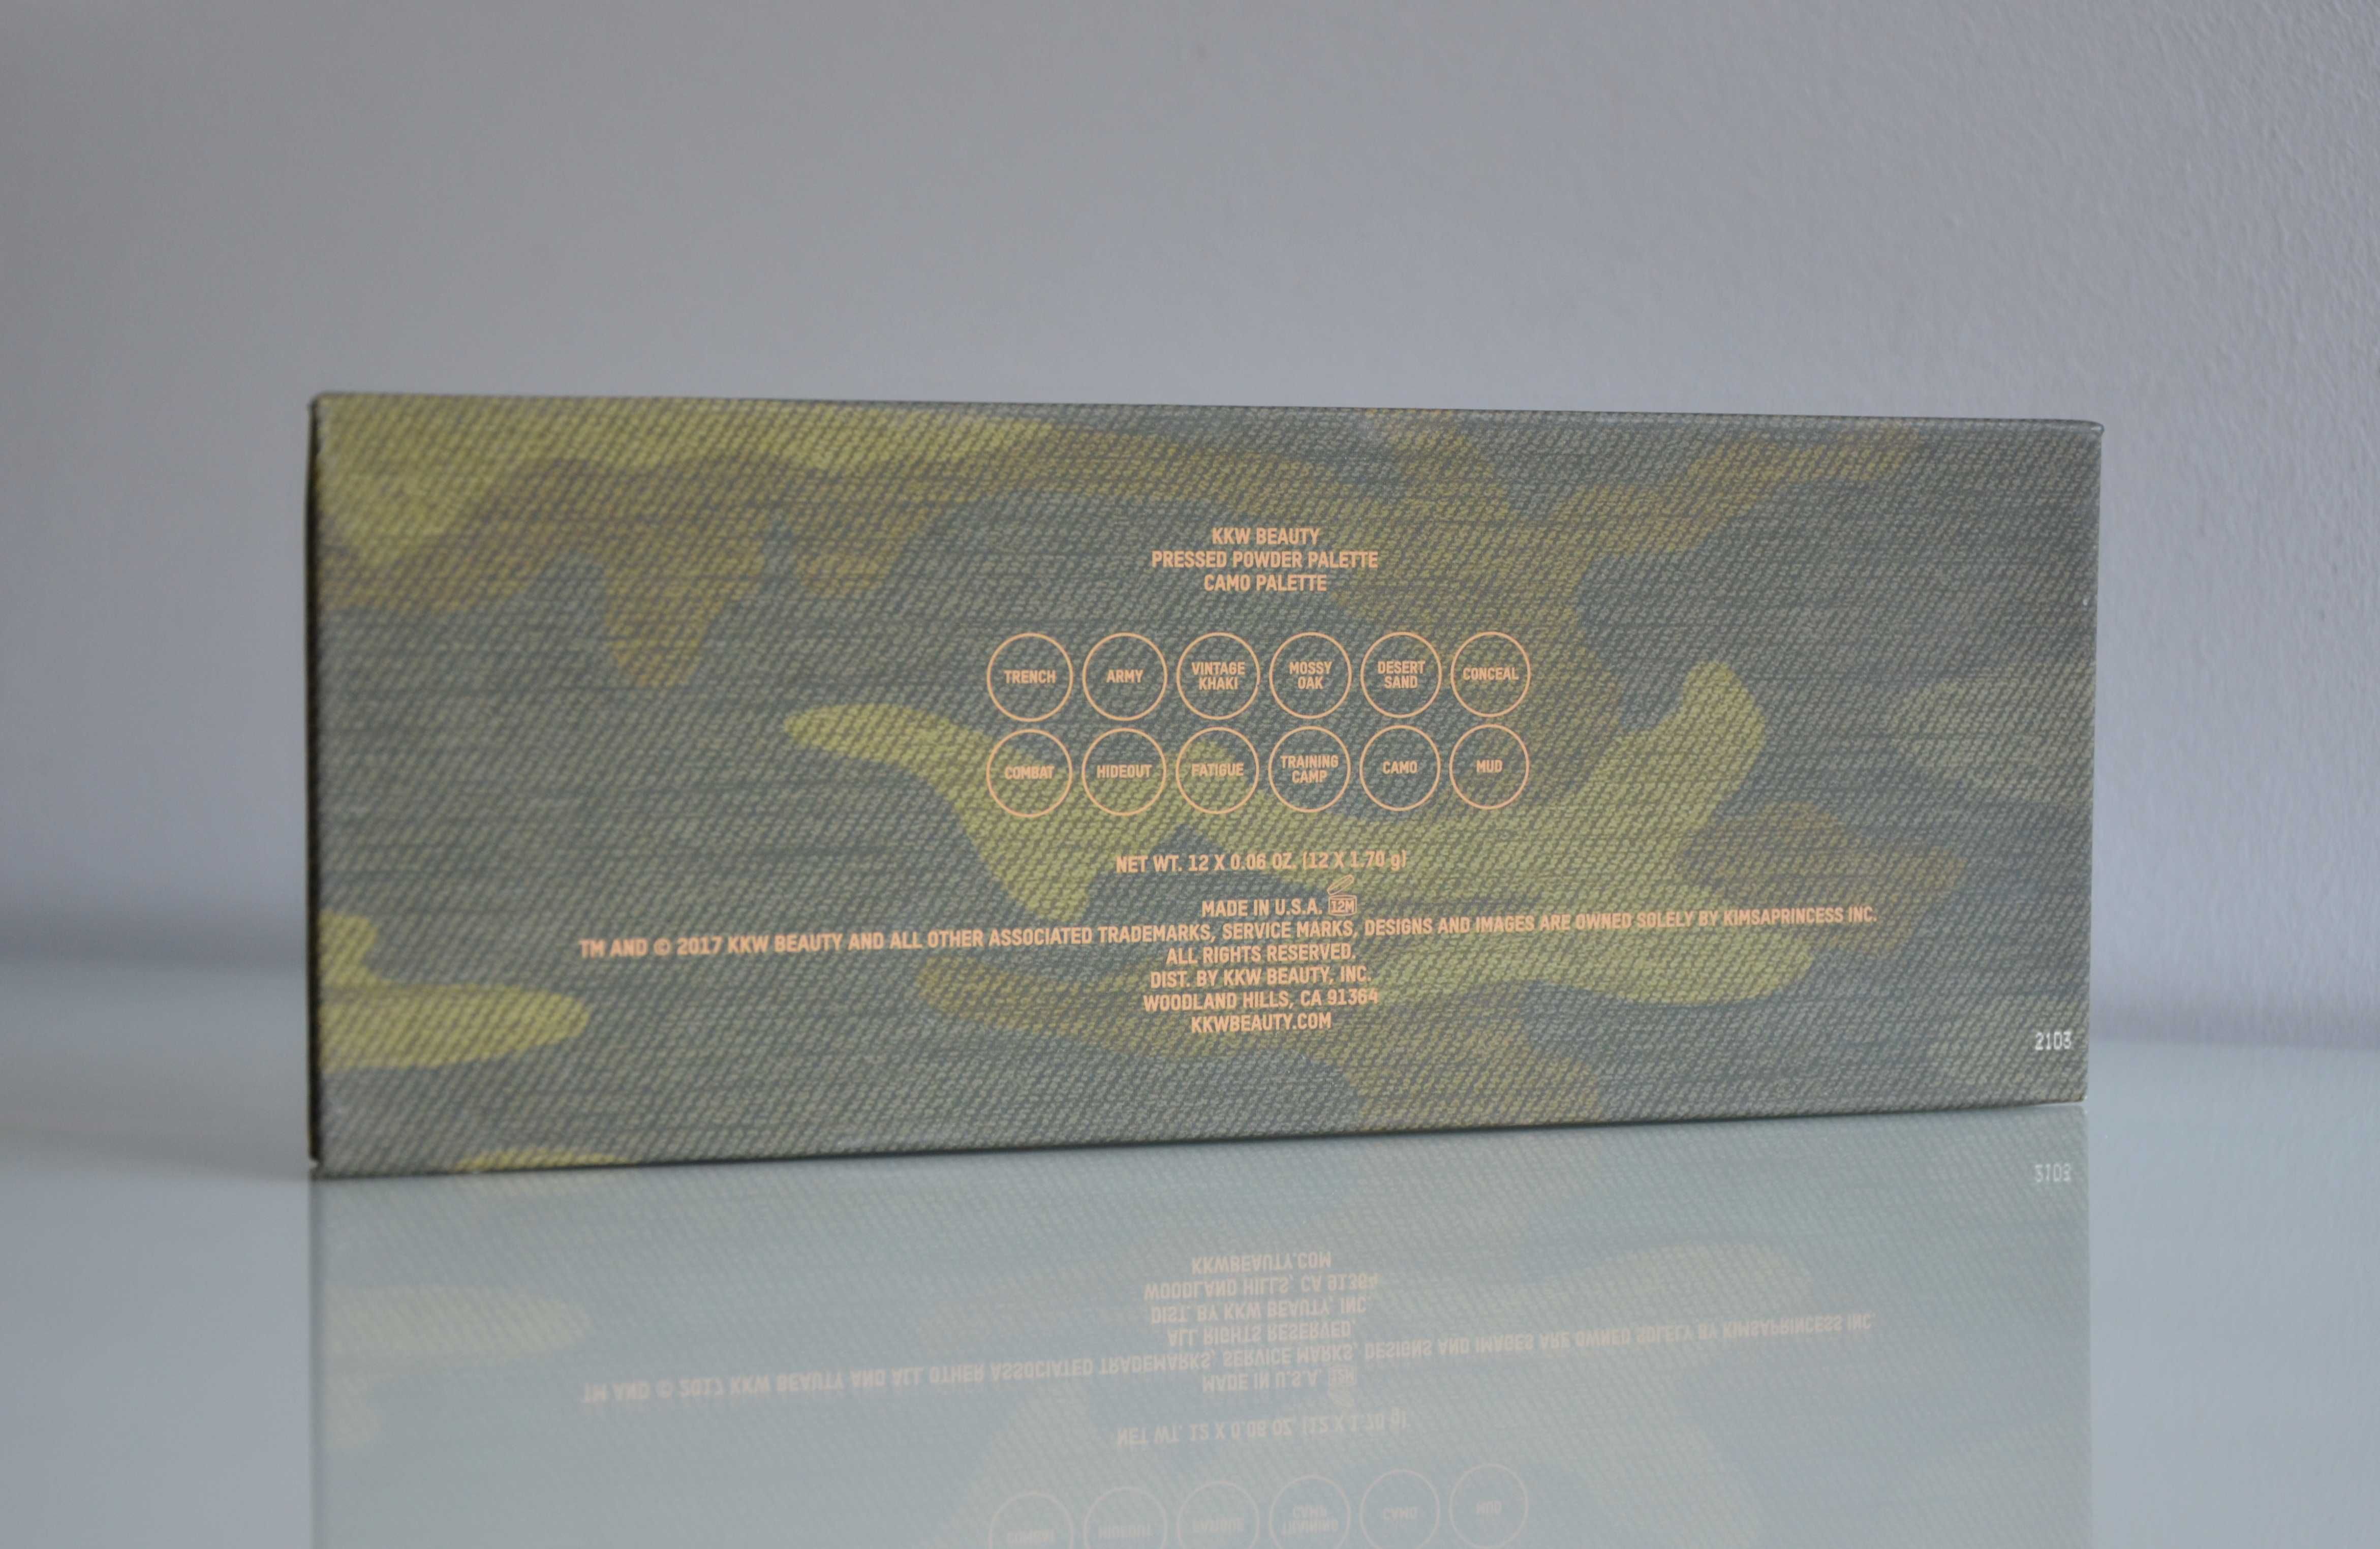 KKW BEAUTY
PRESSED POWDER PALETTE
CAMO PALETTE
TRENCH
ARMY
VINTAGE
KHAKI
MOSSY
OAK
DESERT
SAND
CONCEAL
COMBAT
HIDEOUT
FATIGUE
TRAINING
CAMP
CAMO
MUD
NET WT. 12 X 0.06 OZ. (12 X 1.70 g)
MADE IN U.S.A. 12M
TM AND © 2017 KKW BEAUTY AND ALL OTHER ASSOCIATED TRADEMARKS, SERVICE MARKS, DESIGNS AND IMAGES ARE OWNED SOLELY BY KIMSAPRINCESS INC.
ALL RIGHTS RESERVED.
DIST. BY KKW BEAUTY, INC.
WOODLAND HILLS, CA 91364
KKWBEAUTY.COM
2103